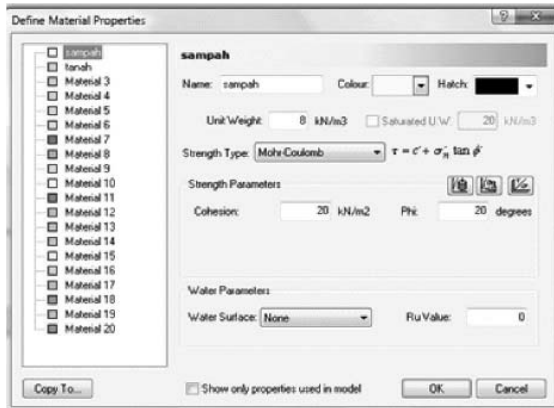 Define Material Properties
sampah
tanah
Material 3
Material 4
Material 5
Material 6
Material 7
Material 8
Material 9
Material 10
Material 11
Material 12
Material 13
Material 14
Material 15
Material 16
Material 17
Material 18
Material 19
Material 20
Copy To...
sampah
Name: sampah Colour: Hatch:
Unit Weight: 8 kN/m3 Saturated U.W. 20 kN/m3
Strength Type: Mohr-Coulomb τ = c' + σ'n tan φ'
Strength Parameters
Cohesion: 20 kN/m2 Phi: 20 degrees
Water Parameters
Water Surface: None Ru Value: 0
Show only properties used in model OK Cancel